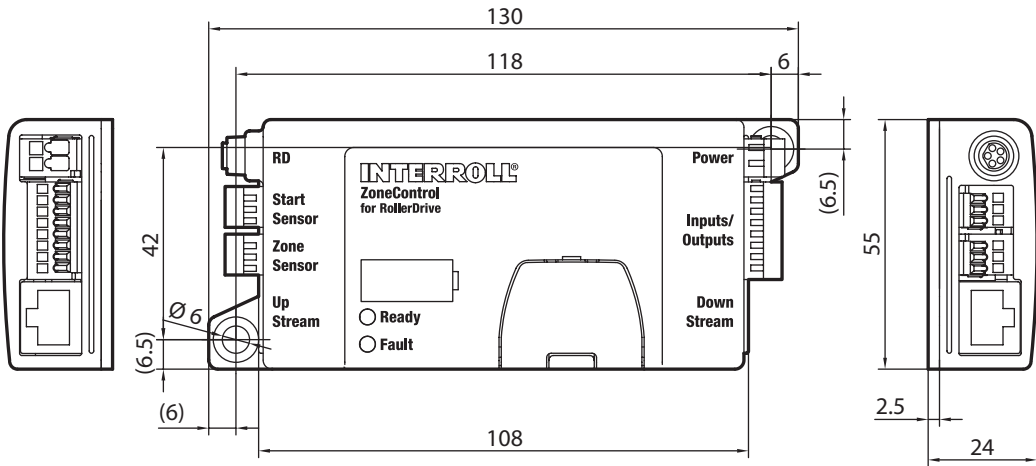 130
118
6
RD
INTERROLL®
Power
ZoneControl
for RollerDrive
Start
Sensor
Inputs/
Outputs
Zone
Sensor
Up
Stream
Down
Stream
Ready
Fault
42
Ø 6
(6.5)
(6)
108
(6.5)
55
2.5
24